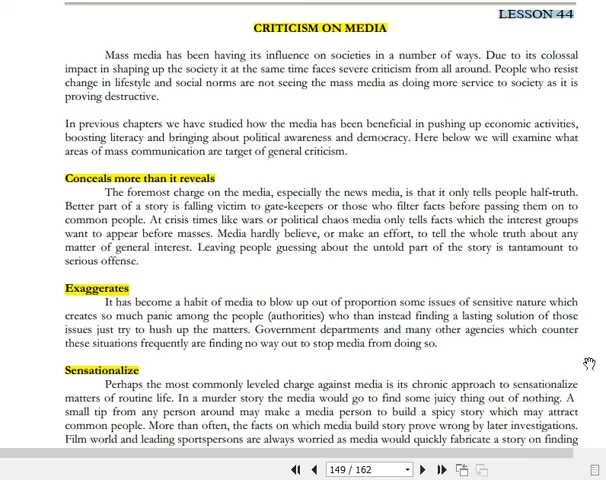 LESSON 44
CRITICISM ON MEDIA
Mass media has been having its influence on societies in a number of ways. Due to its colossal
impact in shaping up the society it at the same time faces severe criticism from all around. People who resist
change in lifestyle and social norms are not seeing the mass media as doing more service to society as it is
proving destructive.
In previous chapters we have studied how the media has been beneficial in pushing up economic activities,
boosting literacy and bringing about political awareness and democracy. Here below we will examine what
areas of mass communication are target of general criticism.
Conceals more than it reveals
The foremost charge on the media, especially the news media, is that it only tells people half-truth.
Better part of a story is falling victim to gate-keepers or those who filter facts before passing them on to
common people. At crisis times like wars or political chaos media only tells facts which the interest groups
want to appear before masses. Media hardly believe, or make an effort, to tell the whole truth about any
matter of general interest. Leaving people guessing about the untold part of the story is tantamount to
serious offense.
Exaggerates
It has become a habit of media to blow up out of proportion some issues of sensitive nature which
creates so much panic among the people (authorities) who than instead finding a lasting solution of those
issues just try to hush up the matters. Government departments and many other agencies which counter
these situations frequently are finding no way out to stop media from doing so.
Sensationalize
Perhaps the most commonly leveled charge against media is its chronic approach to sensationalize
matters of routine life. In a murder story the media would go to find some juicy thing out of nothing. A
small tip from any person around may make a media person to build a spicy story which may attract
common people. More than often, the facts on which media build story prove wrong by later investigations.
Film world and leading sportspersons are always worried as media would quickly fabricate a story on finding
149 / 162